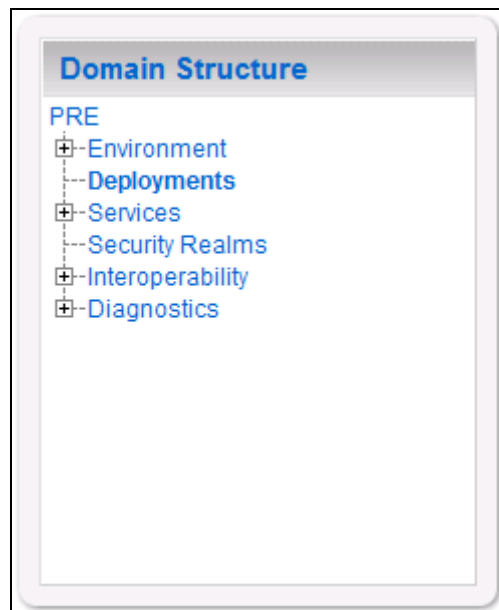 Domain Structure
PRE
Environment
Deployments
Services
Security Realms
Interoperability
Diagnostics